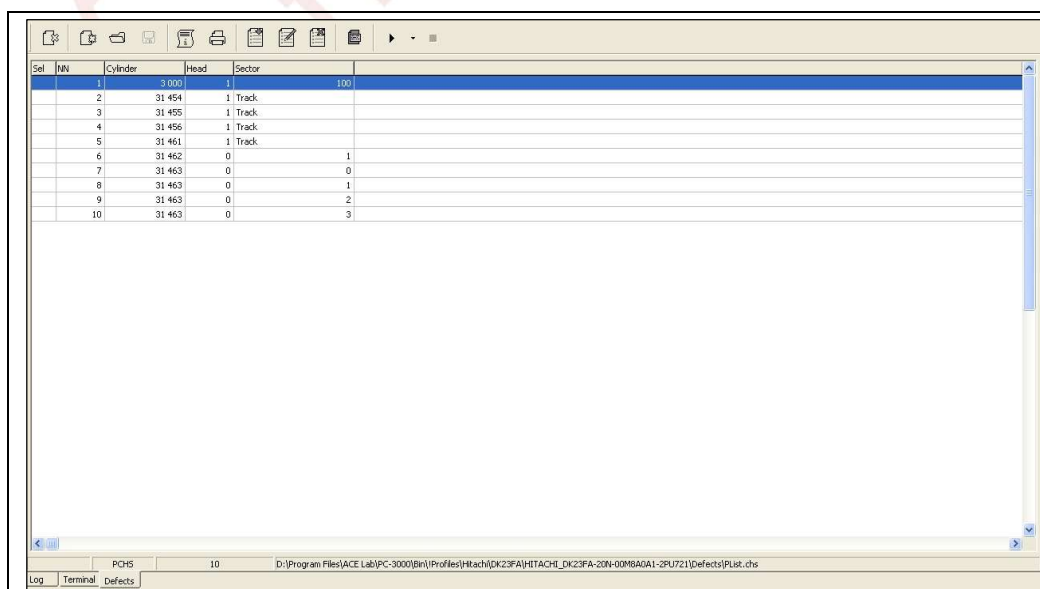 Sel NN Cylinder Head Sector
1 3 000 1 100
2 31 454 1 Track
3 31 455 1 Track
4 31 456 1 Track
5 31 461 1 Track
6 31 462 0 1
7 31 463 0 0
8 31 463 0 1
9 31 463 0 2
10 31 463 0 3
PCHS 10 D:\Program Files\ACE Lab\PC-3000\Bin\!Profiles\Hitachi\DK23FA\HITACHI_DK23FA-20N-00M8A0A1-2PU721\Defects\PList.chs
Log Terminal Defects